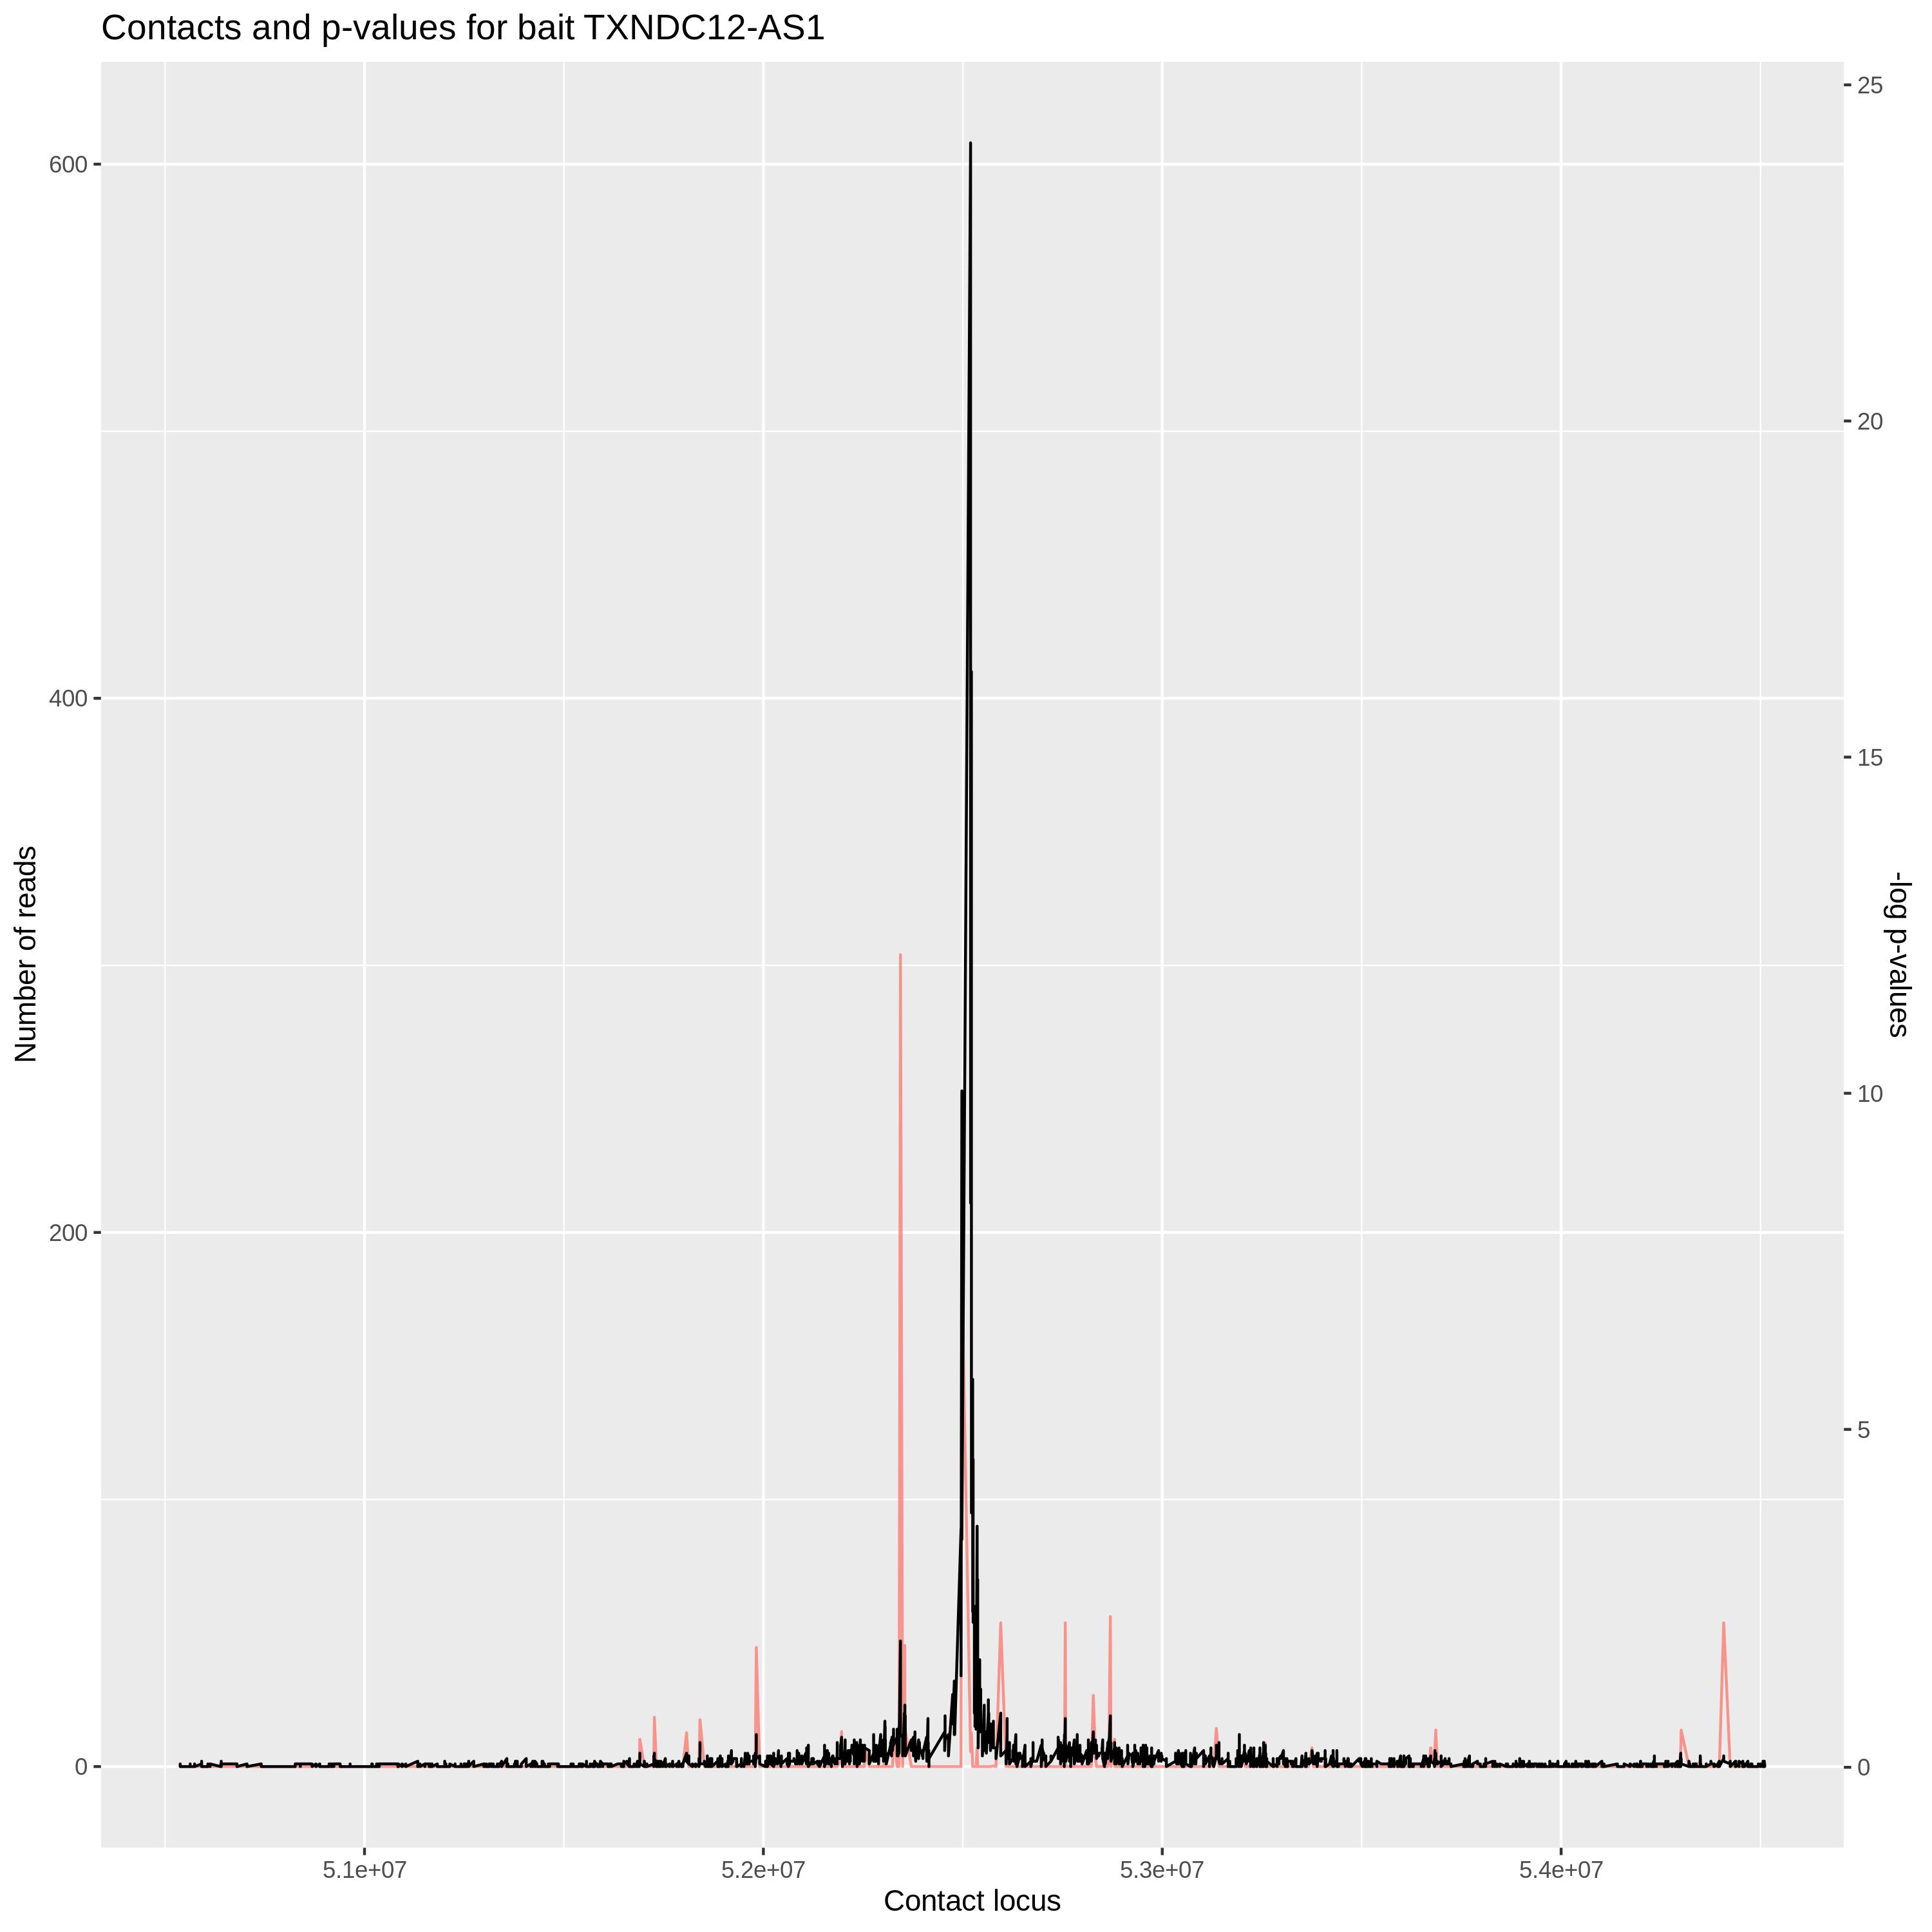 Contacts and p-values for bait TXNDC12-AS1
600
400
200
0
Number of reads
25
20
15
10
5
0
-log p-values
5.1e+07
5.2e+07
5.3e+07
5.4e+07
Contact locus